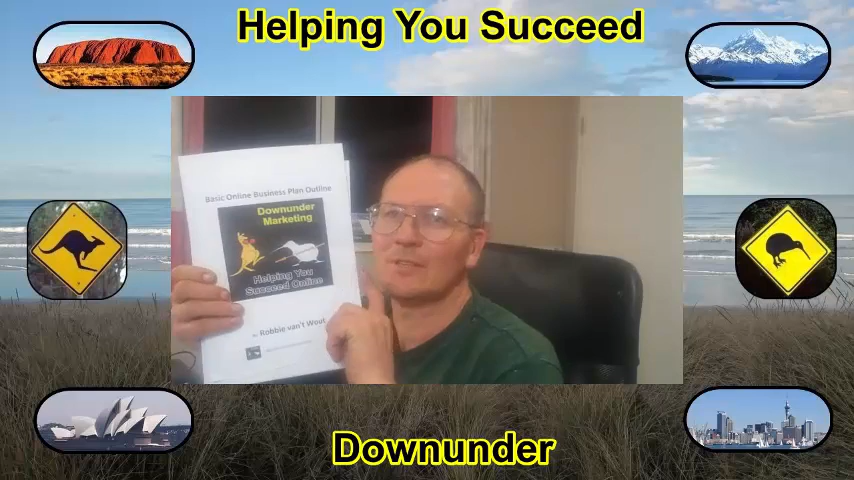 Helping You Succeed
Basic Online Business Plan Outline
Downunder
Marketing
Helping You
Succeed Online
Robbie van't Wout
Downunder